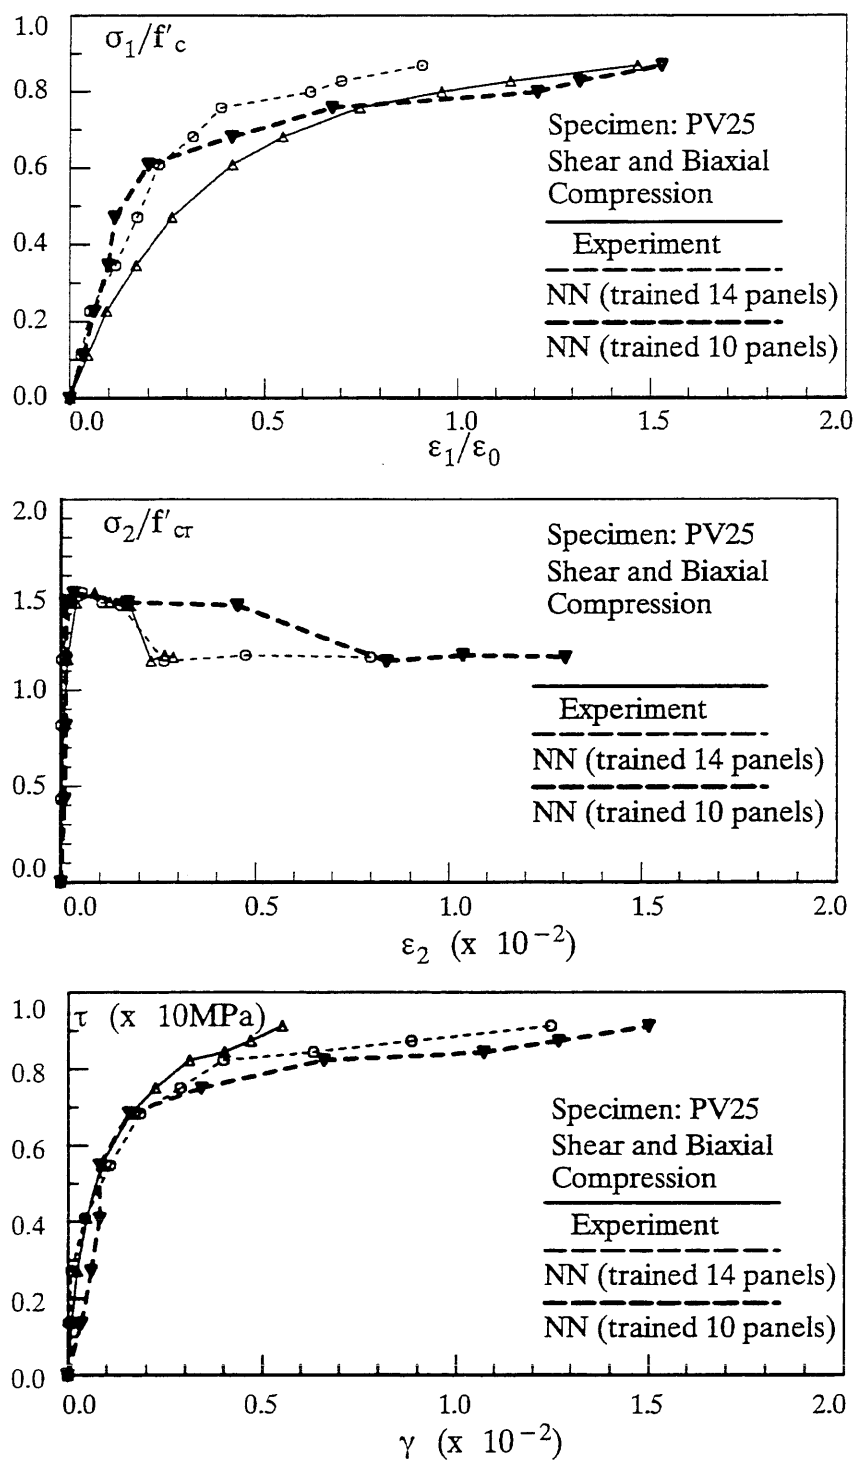 1.0
σ1/f'c
0.8
0.6
0.4
0.2
0.0
Specimen: PV25
Shear and Biaxial
Compression
Experiment
NN (trained 14 panels)
NN (trained 10 panels)
0.0 0.5 1.0 1.5 2.0
ε1/ε0
2.0
σ2/f'cr
1.5
1.0
0.5
0.0
Specimen: PV25
Shear and Biaxial
Compression
Experiment
NN (trained 14 panels)
NN (trained 10 panels)
0.0 0.5 1.0 1.5 2.0
ε2 (x 10⁻²)
1.0
τ (x 10MPa)
0.8
0.6
0.4
0.2
0.0
Specimen: PV25
Shear and Biaxial
Compression
Experiment
NN (trained 14 panels)
NN (trained 10 panels)
0.0 0.5 1.0 1.5 2.0
γ (x 10⁻²)